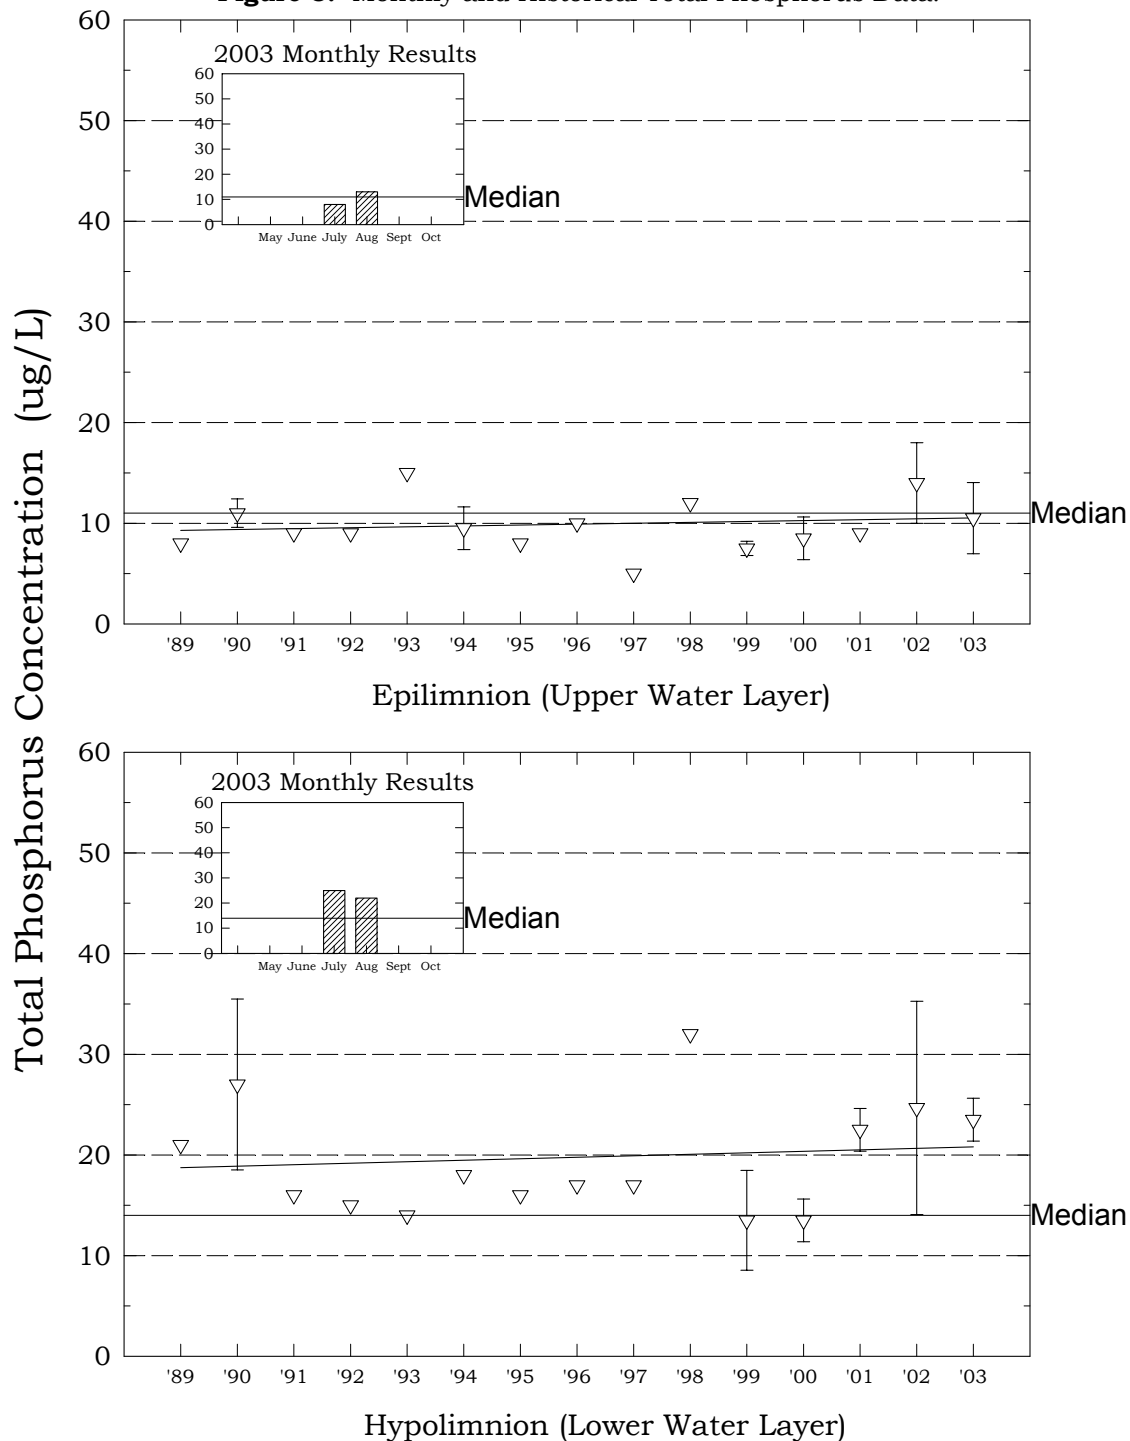 Total Phosphorus Data.
Total Phosphorus Concentration (ug/L)
60
50
40
30
20
10
0
2003 Monthly Results
60
50
40
30
20
10
0
May June July Aug Sept Oct
Median
Median
'89 '90 '91 '92 '93 '94 '95 '96 '97 '98 '99 '00 '01 '02 '03
Epilimnion (Upper Water Layer)
60
50
40
30
20
10
0
2003 Monthly Results
60
50
40
30
20
10
0
May June July Aug Sept Oct
Median
Median
'89 '90 '91 '92 '93 '94 '95 '96 '97 '98 '99 '00 '01 '02 '03
Hypolimnion (Lower Water Layer)